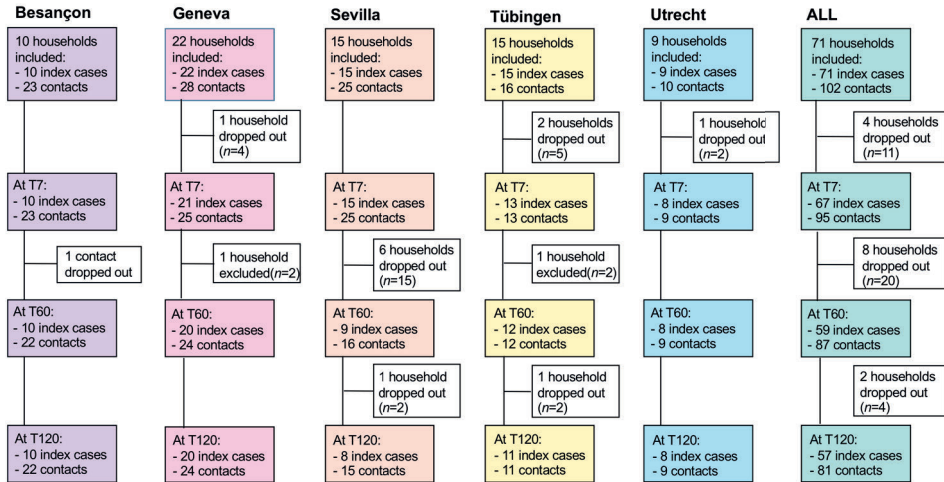 Besançon
10 households
included:
- 10 index cases
- 23 contacts
At T7:
- 10 index cases
- 23 contacts
1 contact
dropped out
At T60:
- 10 index cases
- 22 contacts
At T120:
- 10 index cases
- 22 contacts
Geneva
22 households
included:
- 22 index cases
- 28 contacts
1 household
dropped out
(n=4)
At T7:
- 21 index cases
- 25 contacts
1 household
excluded(n=2)
At T60:
- 20 index cases
- 24 contacts
At T120:
- 20 index cases
- 24 contacts
Sevilla
15 households
included:
- 15 index cases
- 25 contacts
At T7:
- 15 index cases
- 25 contacts
6 households
dropped out
(n=15)
At T60:
- 9 index cases
- 16 contacts
1 household
dropped out
(n=2)
At T120:
- 8 index cases
- 15 contacts
Tübingen
15 households
included:
- 15 index cases
- 16 contacts
2 households
dropped out
(n=5)
At T7:
- 13 index cases
- 13 contacts
1 household
excluded(n=2)
At T60:
- 12 index cases
- 12 contacts
1 household
dropped out
(n=2)
At T120:
- 11 index cases
- 11 contacts
Utrecht
9 households
included:
- 9 index cases
- 10 contacts
1 household
dropped out
(n=2)
At T7:
- 8 index cases
- 9 contacts
At T60:
- 8 index cases
- 9 contacts
At T120:
- 8 index cases
- 9 contacts
ALL
71 households
included:
- 71 index cases
- 102 contacts
4 households
dropped out
(n=11)
At T7:
- 67 index cases
- 95 contacts
8 households
dropped out
(n=20)
At T60:
- 59 index cases
- 87 contacts
2 households
dropped out
(n=4)
At T120:
- 57 index cases
- 81 contacts